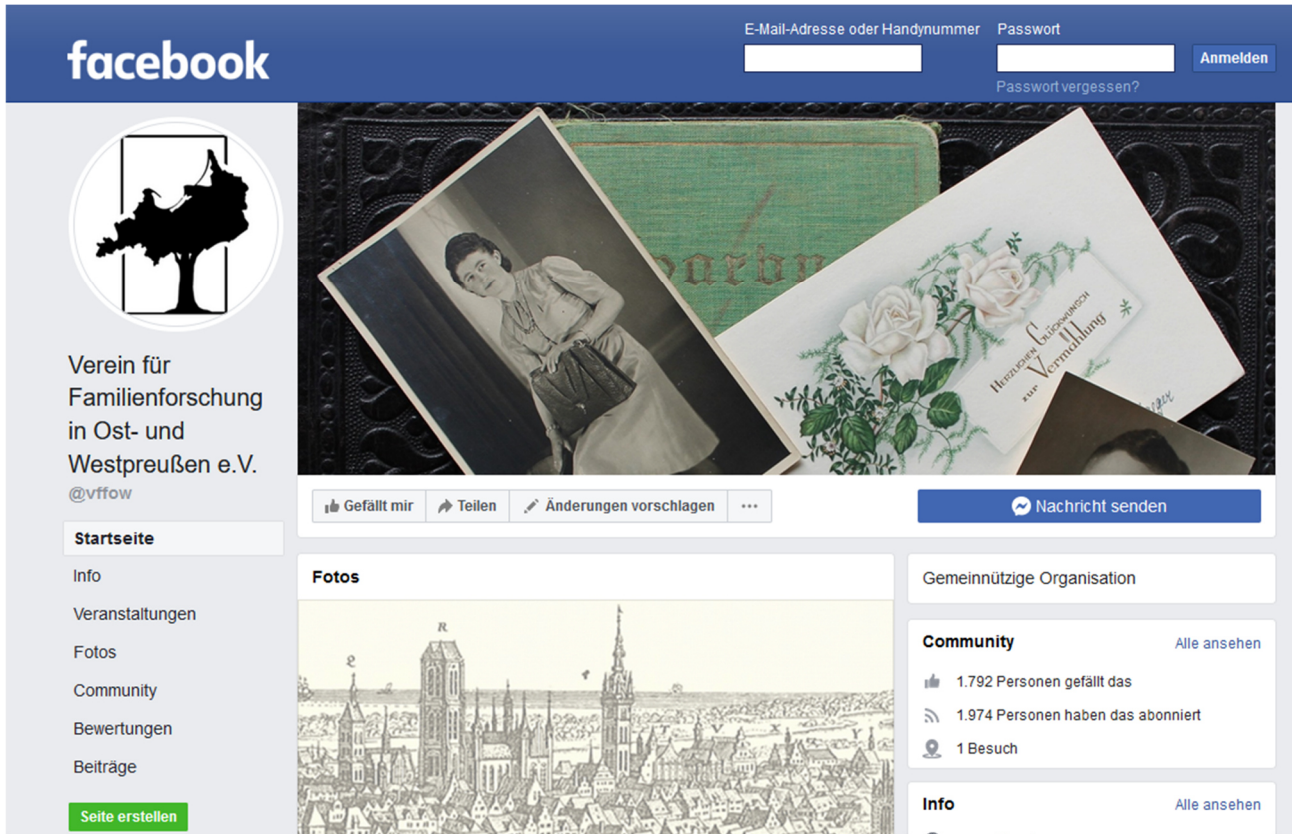 facebook
E-Mail-Adresse oder Handynummer
Passwort
Anmelden
Passwort vergessen?
Verein für
Familienforschung
in Ost- und
Westpreußen e.V.
@vffow
Startseite
Info
Veranstaltungen
Fotos
Community
Bewertungen
Beiträge
Seite erstellen
HERZLICHEN GLÜCKWUNSCH
zur Vermählung
Gefällt mir
Teilen
Änderungen vorschlagen
Nachricht senden
Fotos
R
Gemeinnützige Organisation
Community
Alle ansehen
1.792 Personen gefällt das
1.974 Personen haben das abonniert
1 Besuch
Info
Alle ansehen